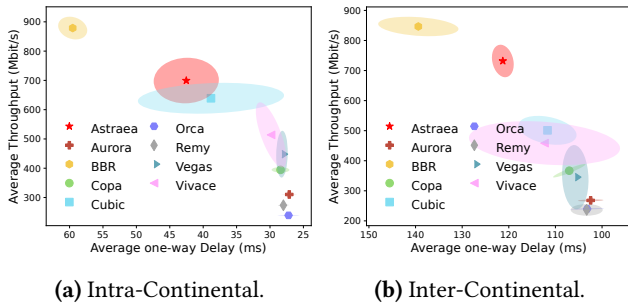 Average Throughput (Mbit/s)
900
800
700
600
500
400
300
Astraea
Aurora
BBR
Copa
Cubic
Orca
Remy
Vegas
Vivace
60 55 50 45 40 35 30 25
Average one-way Delay (ms)
(a) Intra-Continental.
Average Throughput (Mbit/s)
900
800
700
600
500
400
300
200
Astraea
Aurora
BBR
Copa
Cubic
Orca
Remy
Vegas
Vivace
150 140 130 120 110 100
Average one-way Delay (ms)
(b) Inter-Continental.